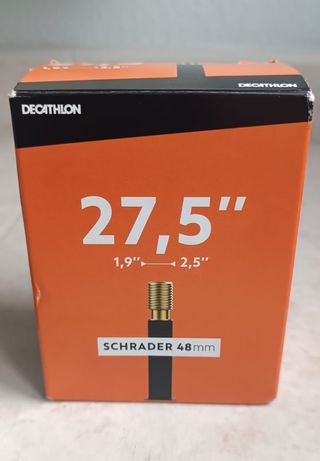 DECATHLON
DECATHLON
27,5"
1,9" 2,5"
SCHRADER 48mm